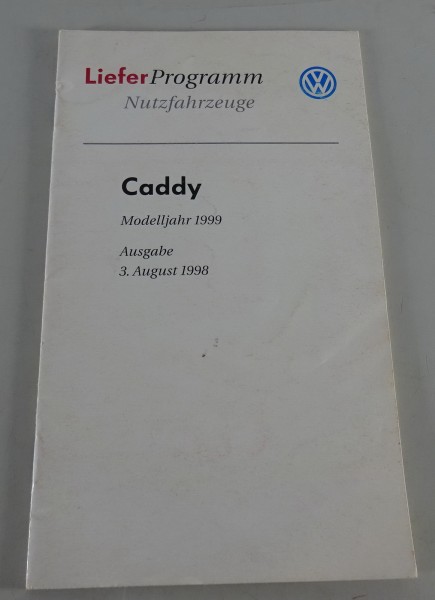 LieferProgramm
Nutzfahrzeuge
Caddy
Modelljahr 1999
Ausgabe
3. August 1998